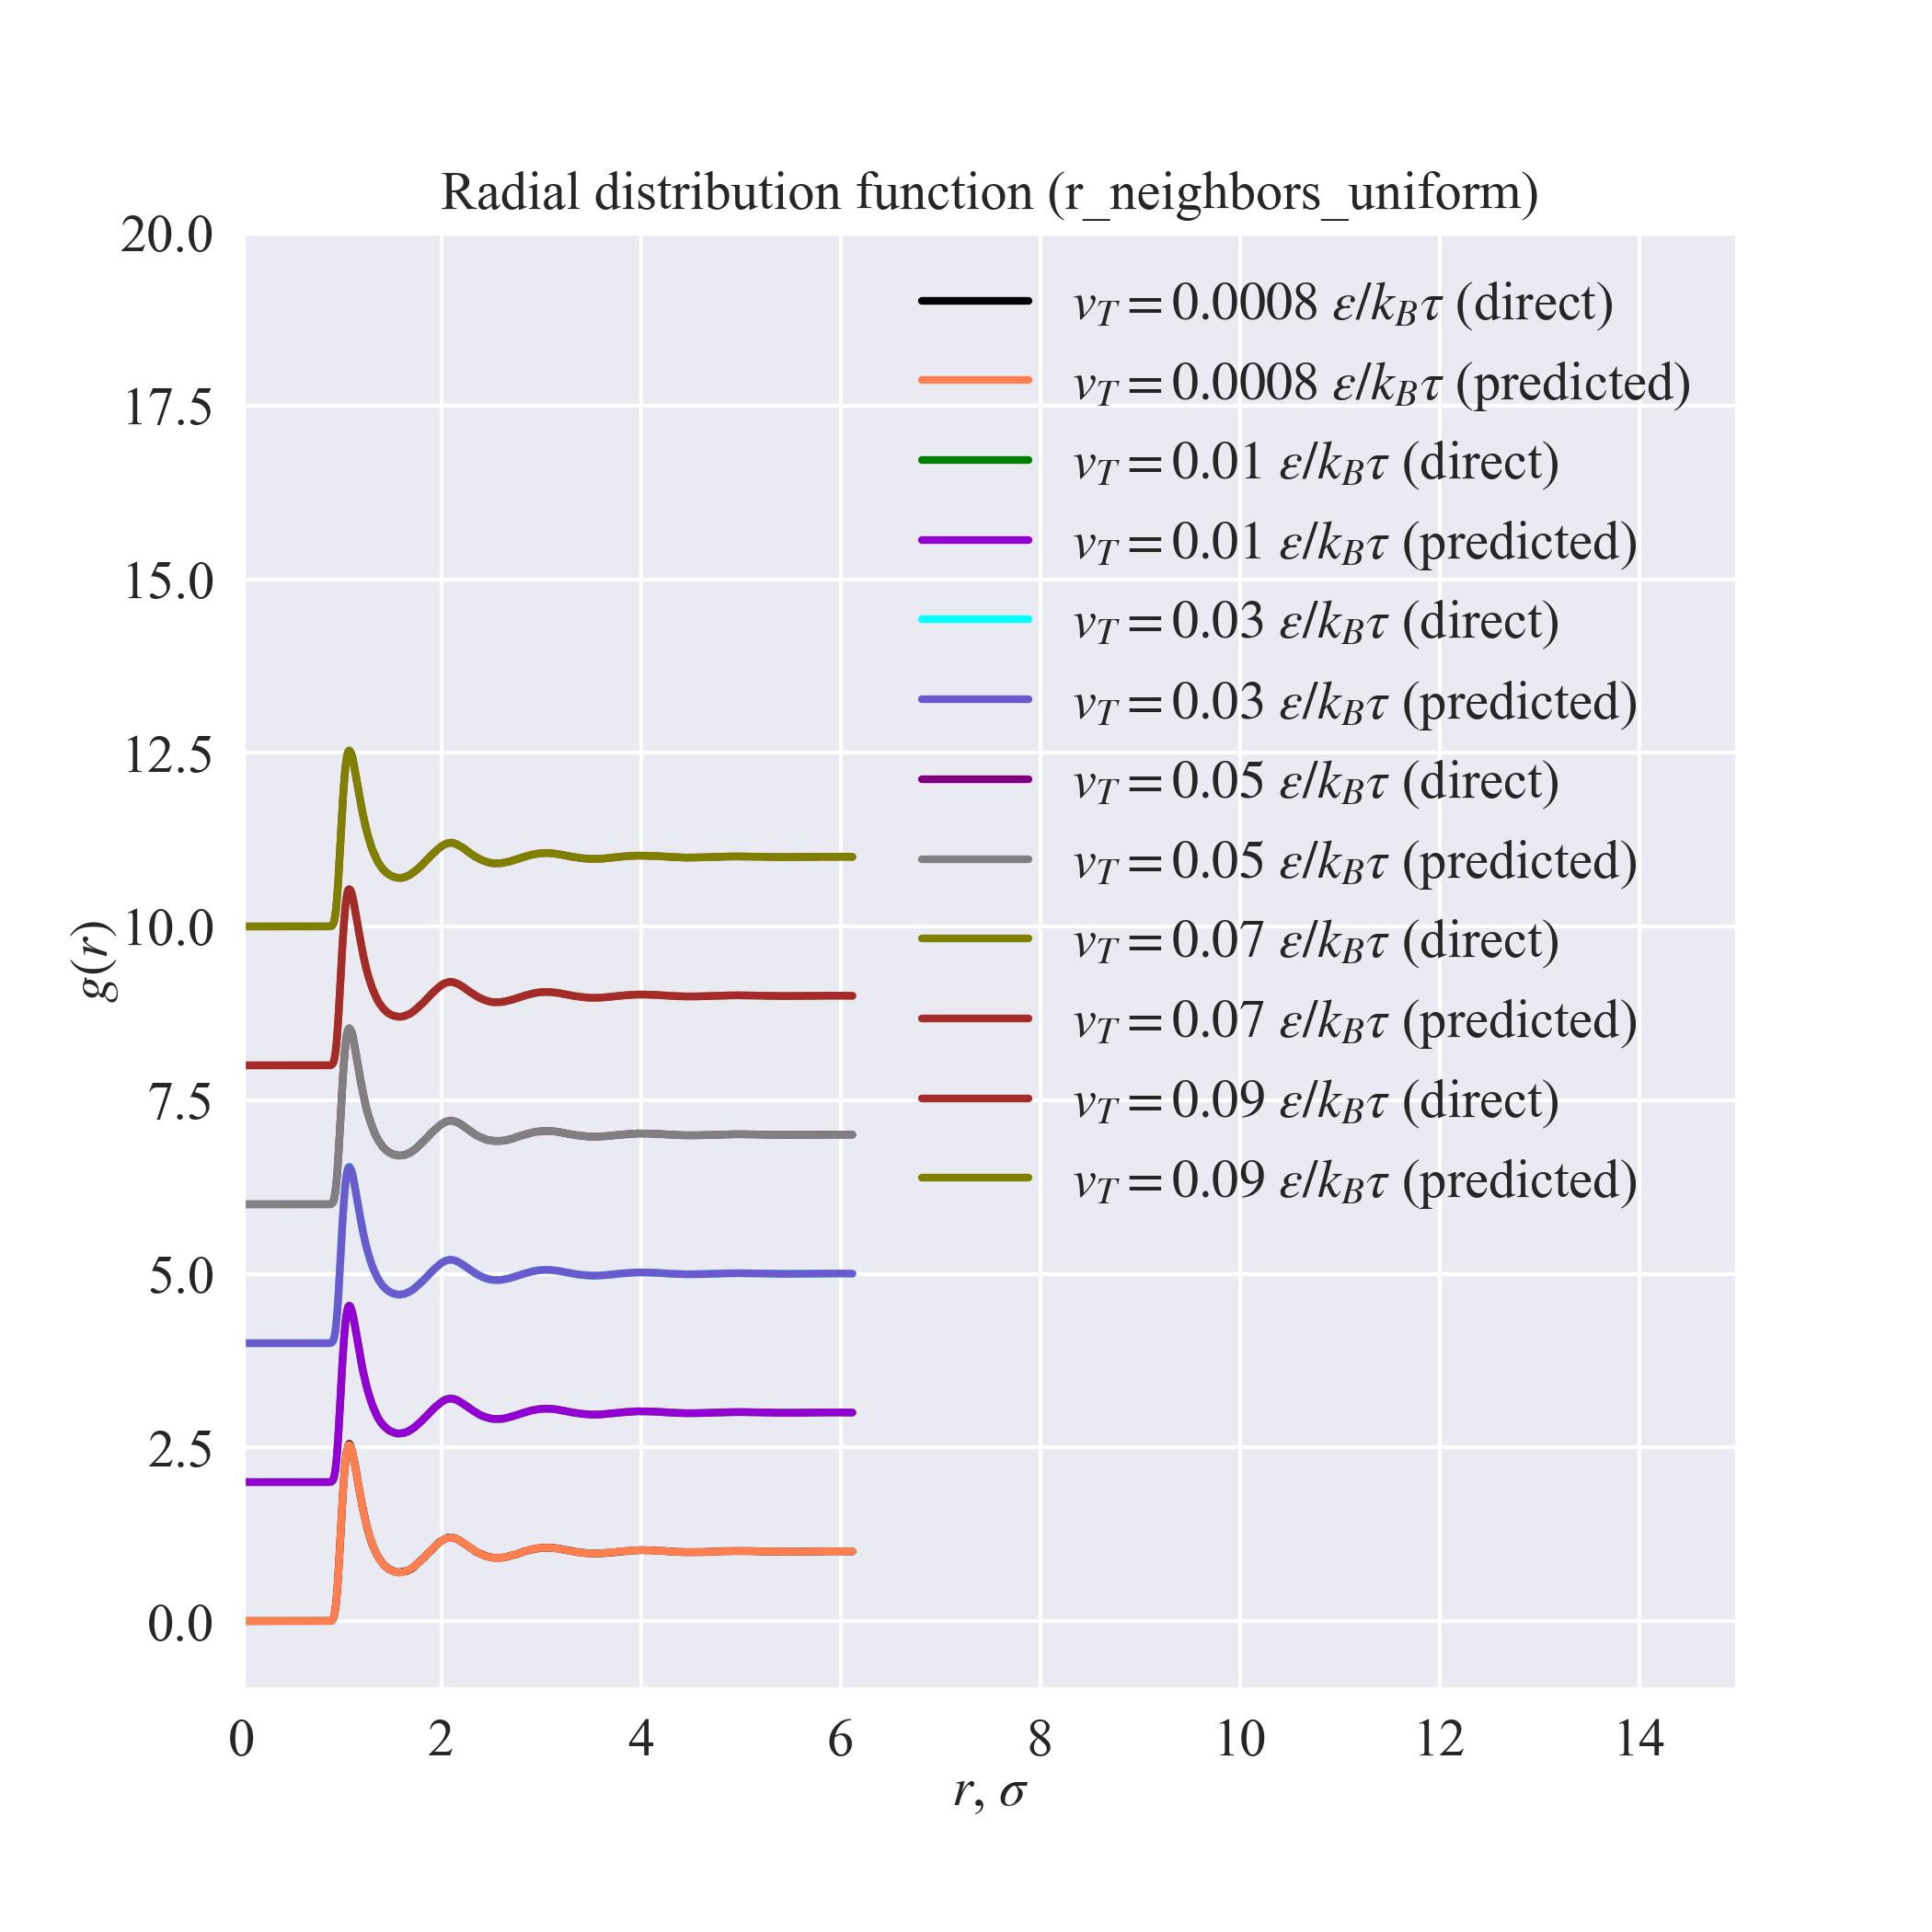 Radial distribution function (r_neighbors_uniform)
20.0
17.5
15.0
12.5
10.0
7.5
5.0
2.5
0.0
g(r)
v_T = 0.0008 ε/k_Bτ (direct)
v_T = 0.0008 ε/k_Bτ (predicted)
v_T = 0.01 ε/k_Bτ (direct)
v_T = 0.01 ε/k_Bτ (predicted)
v_T = 0.03 ε/k_Bτ (direct)
v_T = 0.03 ε/k_Bτ (predicted)
v_T = 0.05 ε/k_Bτ (direct)
v_T = 0.05 ε/k_Bτ (predicted)
v_T = 0.07 ε/k_Bτ (direct)
v_T = 0.07 ε/k_Bτ (predicted)
v_T = 0.09 ε/k_Bτ (direct)
v_T = 0.09 ε/k_Bτ (predicted)
0 2 4 6 8 10 12 14
r, σ